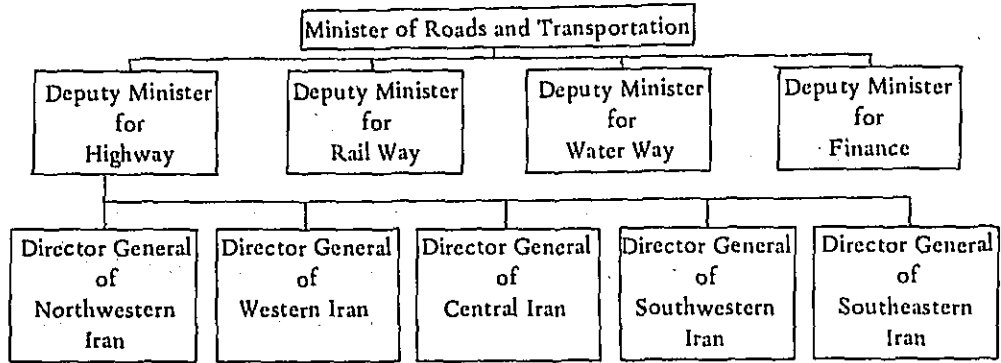 Minister of Roads and Transportation
Deputy Minister
for
Highway
Deputy Minister
for
Rail Way
Deputy Minister
for
Water Way
Deputy Minister
for
Finance
Director General
of
Northwestern
Iran
Director General
of
Western Iran
Director General
of
Central Iran
Director General
of
Southwestern
Iran
Director General
of
Southeastern
Iran